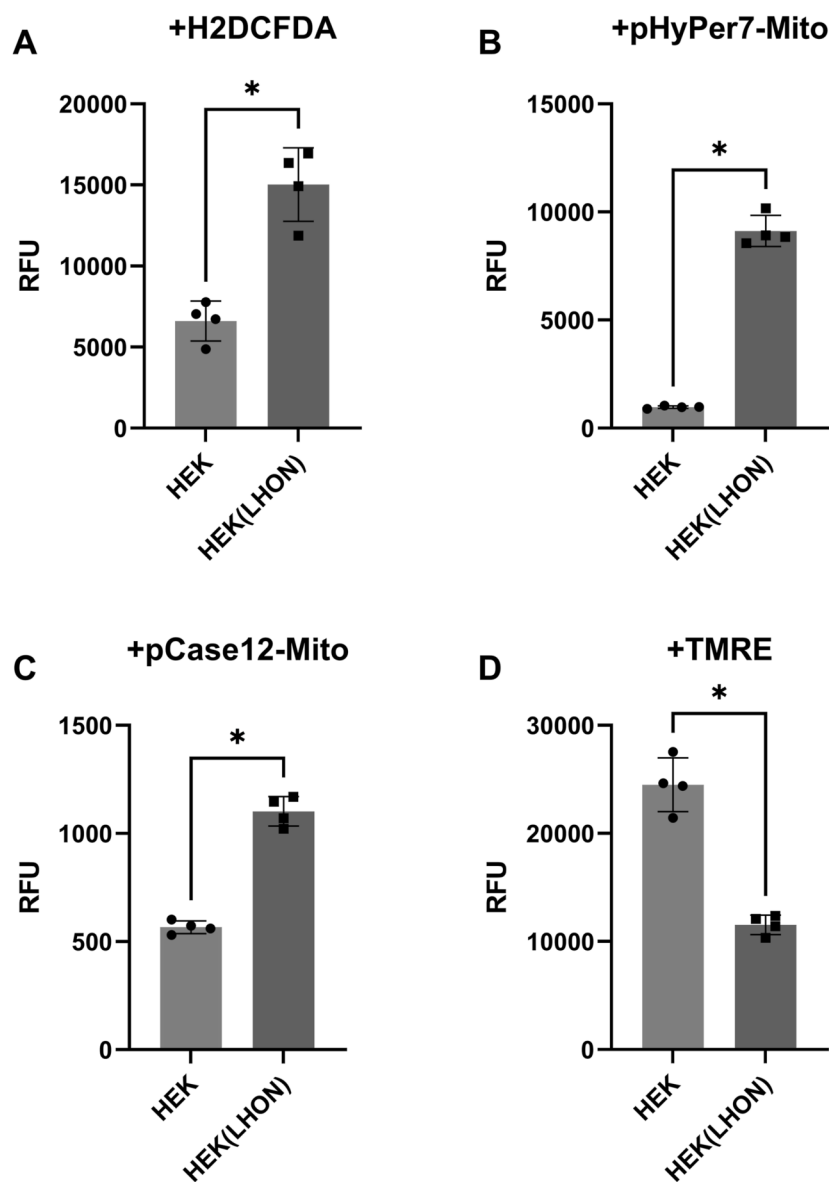 A
+H2DCFDA
*
RFU
20000
15000
10000
5000
0
HEK
HEK(LHON)
B
+pHyPer7-Mito
*
RFU
15000
10000
5000
0
HEK
HEK(LHON)
C
+pCase12-Mito
*
RFU
1500
1000
500
0
HEK
HEK(LHON)
D
+TMRE
*
RFU
30000
20000
10000
0
HEK
HEK(LHON)